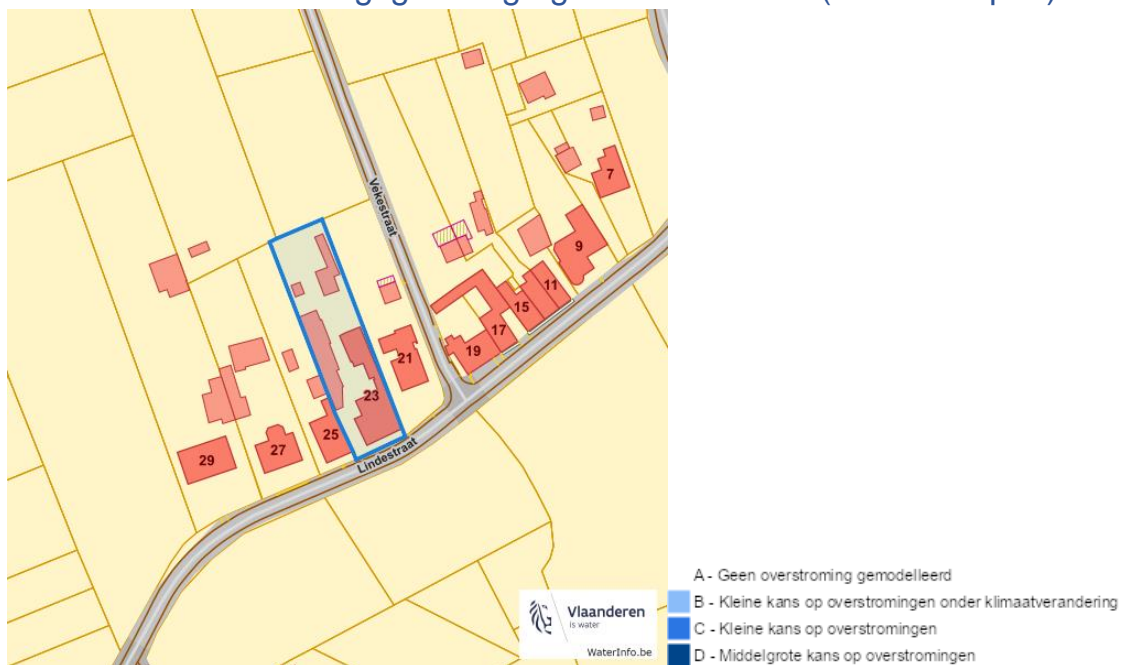 Vekestraat
7
9
11
15
17
19
21
23
25
27
29
Lindestraat
Vlaanderen
is water
WaterInfo.be
A - Geen overstroming gemodelleerd
B - Kleine kans op overstromingen onder klimaatverandering
C - Kleine kans op overstromingen
D - Middelgrote kans op overstromingen